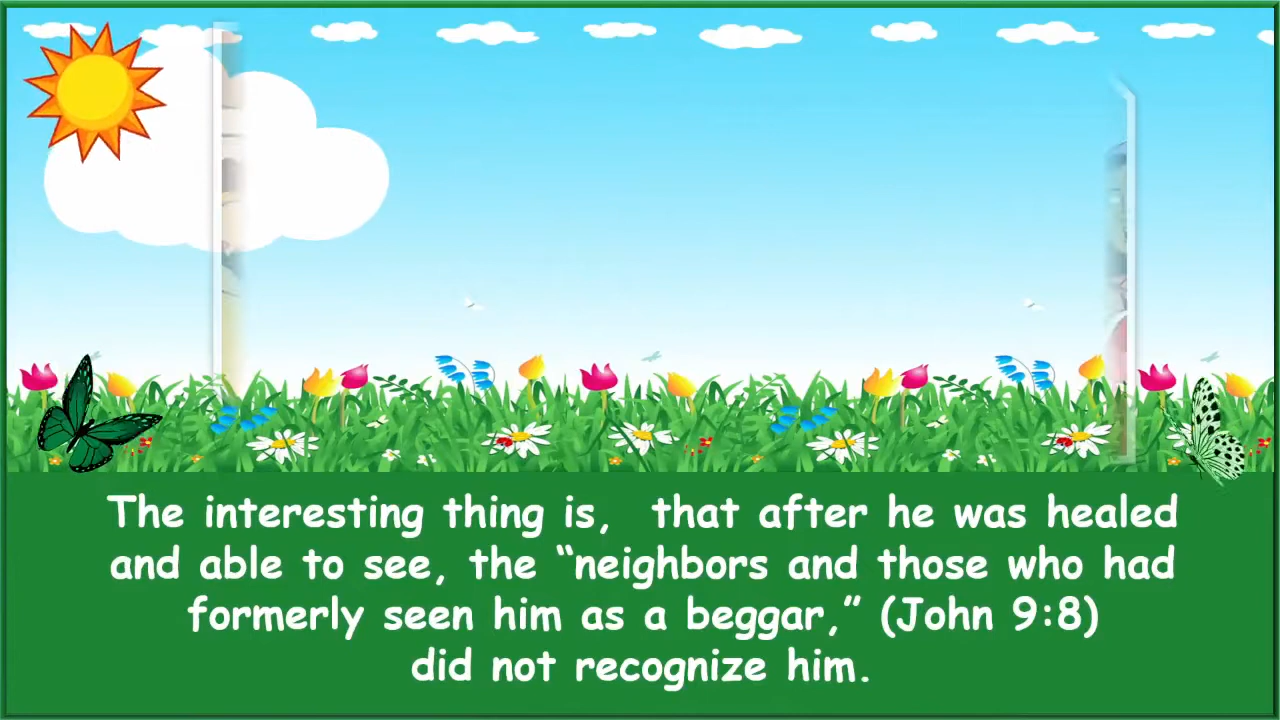 The interesting thing is,  that after he was healed
and able to see, the “neighbors and those who had
formerly seen him as a beggar,” (John 9:8)
did not recognize him.